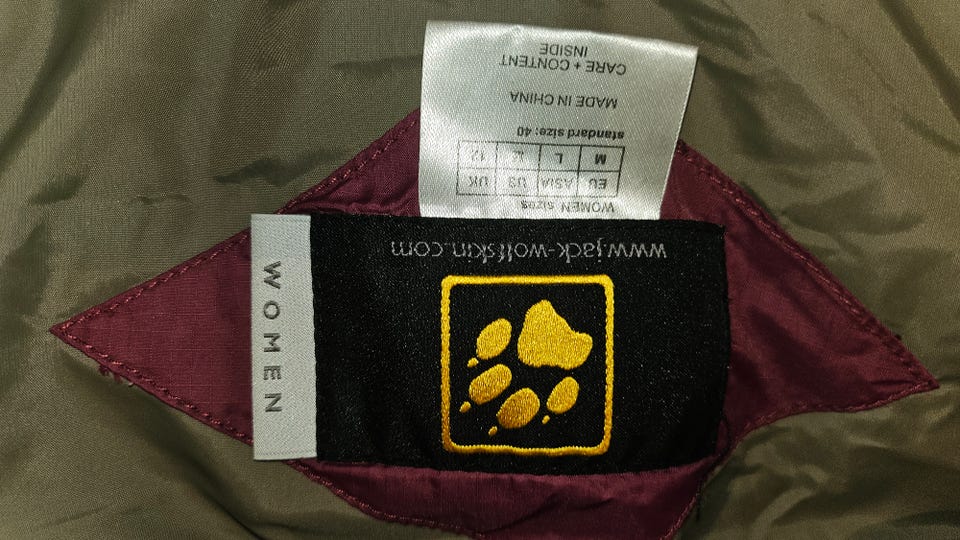 WOMEN
www.jack-wolfskin.com
WOMEN sizes
EU ASIA US UK
M L 12
standard size: 40
MADE IN CHINA
CARE + CONTENT
INSIDE